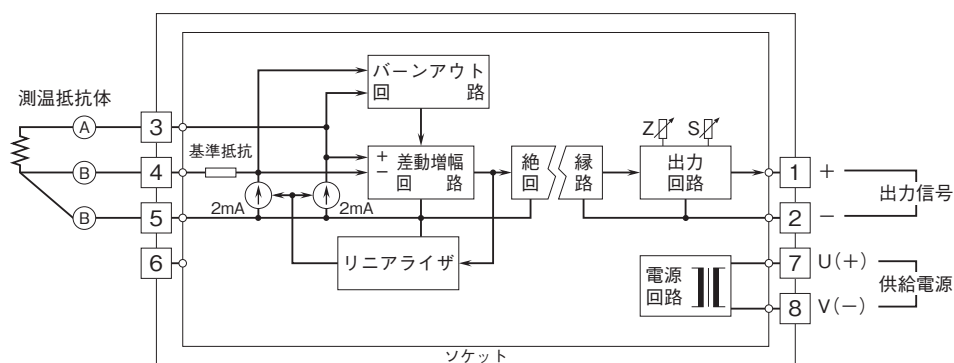 測温抵抗体
A
B
B
3
4
5
6
基準抵抗
バーンアウト
回 路
+
−
差動増幅
回 路
2mA
2mA
リニアライザ
絶 縁
回 路
Z
S
出力
回路
電源
回路
1
+
2
−
出力信号
7
U(+)
8
V(−)
供給電源
ソケット